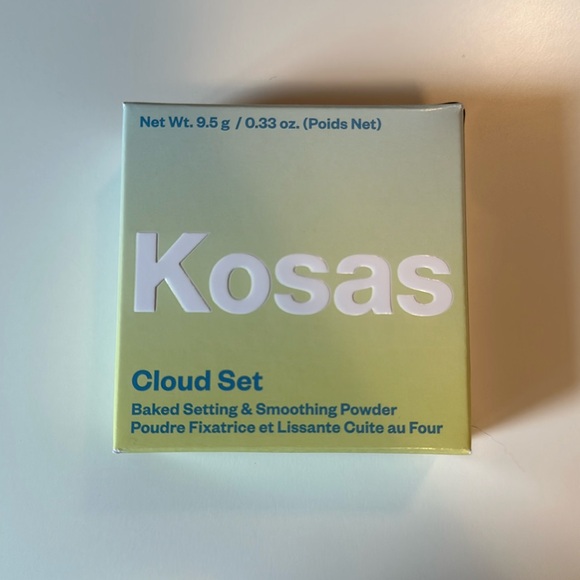 Net Wt. 9.5 g / 0.33 oz. (Poids Net)
Kosas
Cloud Set
Baked Setting & Smoothing Powder
Poudre Fixatrice et Lissante Cuite au Four